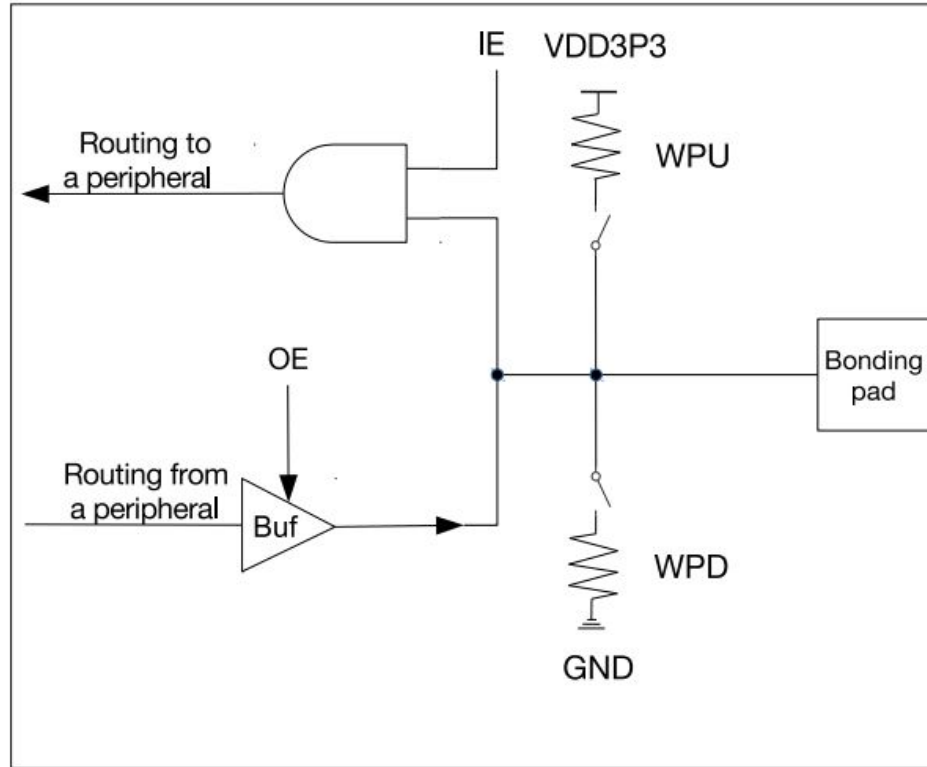 IE
VDD3P3
Routing to
a peripheral
WPU
OE
Bonding
pad
Routing from
a peripheral
Buf
WPD
GND